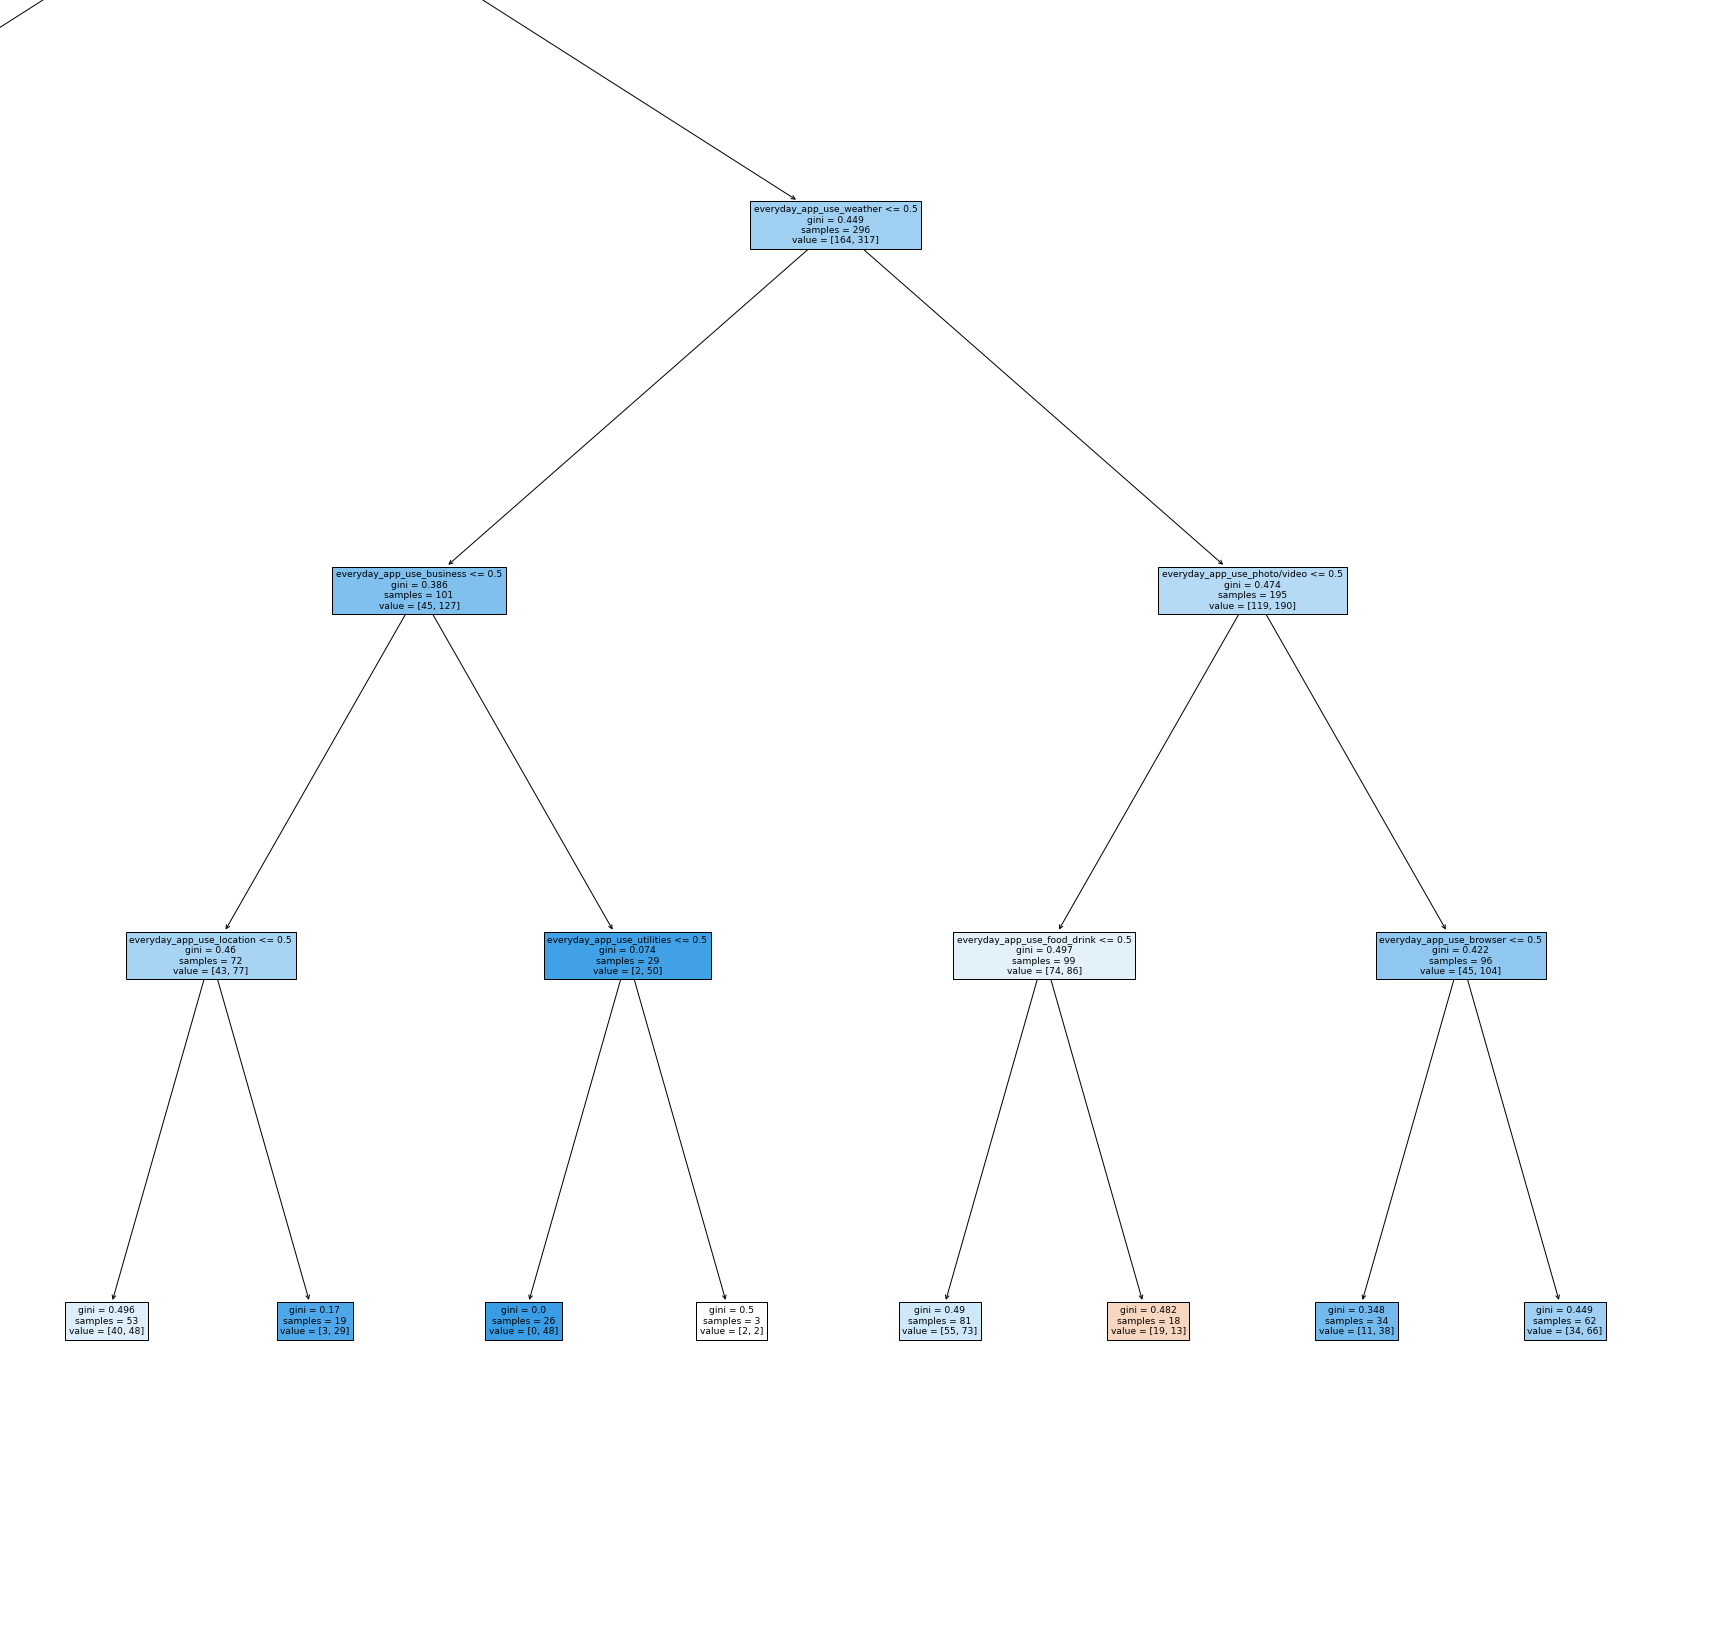 everyday_app_use_weather <= 0.5
gini = 0.449
samples = 296
value = [164, 317]
everyday_app_use_business <= 0.5
gini = 0.386
samples = 101
value = [45, 127]
everyday_app_use_photo/video <= 0.5
gini = 0.474
samples = 195
value = [119, 190]
everyday_app_use_location <= 0.5
gini = 0.46
samples = 72
value = [43, 77]
everyday_app_use_utilities <= 0.5
gini = 0.074
samples = 29
value = [2, 50]
everyday_app_use_food_drink <= 0.5
gini = 0.497
samples = 99
value = [74, 86]
everyday_app_use_browser <= 0.5
gini = 0.422
samples = 96
value = [45, 104]
gini = 0.496
samples = 53
value = [40, 48]
gini = 0.17
samples = 19
value = [3, 29]
gini = 0.0
samples = 26
value = [0, 48]
gini = 0.5
samples = 3
value = [2, 2]
gini = 0.49
samples = 81
value = [55, 73]
gini = 0.482
samples = 18
value = [19, 13]
gini = 0.348
samples = 34
value = [11, 38]
gini = 0.449
samples = 62
value = [34, 66]